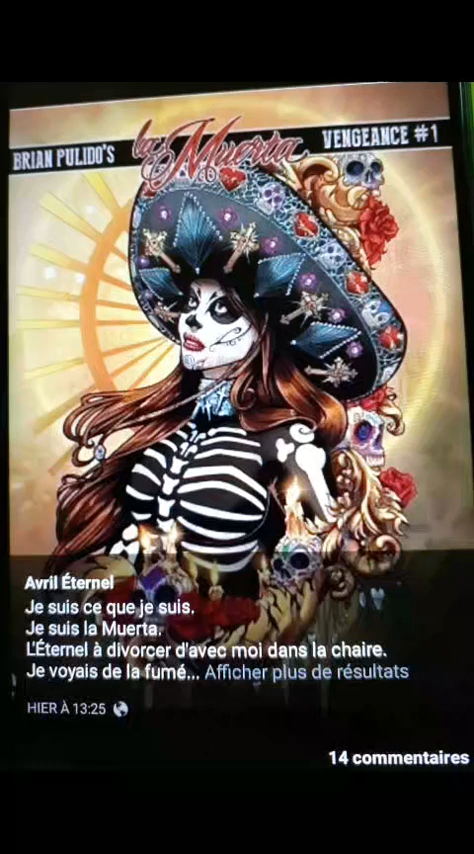 BRIAN PULIDO'S
la Muerta
VENGEANCE #1
Avril Éternel
Je suis ce que je suis.
Je suis la Muerta.
L'Éternel à divorcer d'avec moi dans la chaire.
Je voyais de la fumé... Afficher plus de résultats
HIER À 13:25
14 commentaires